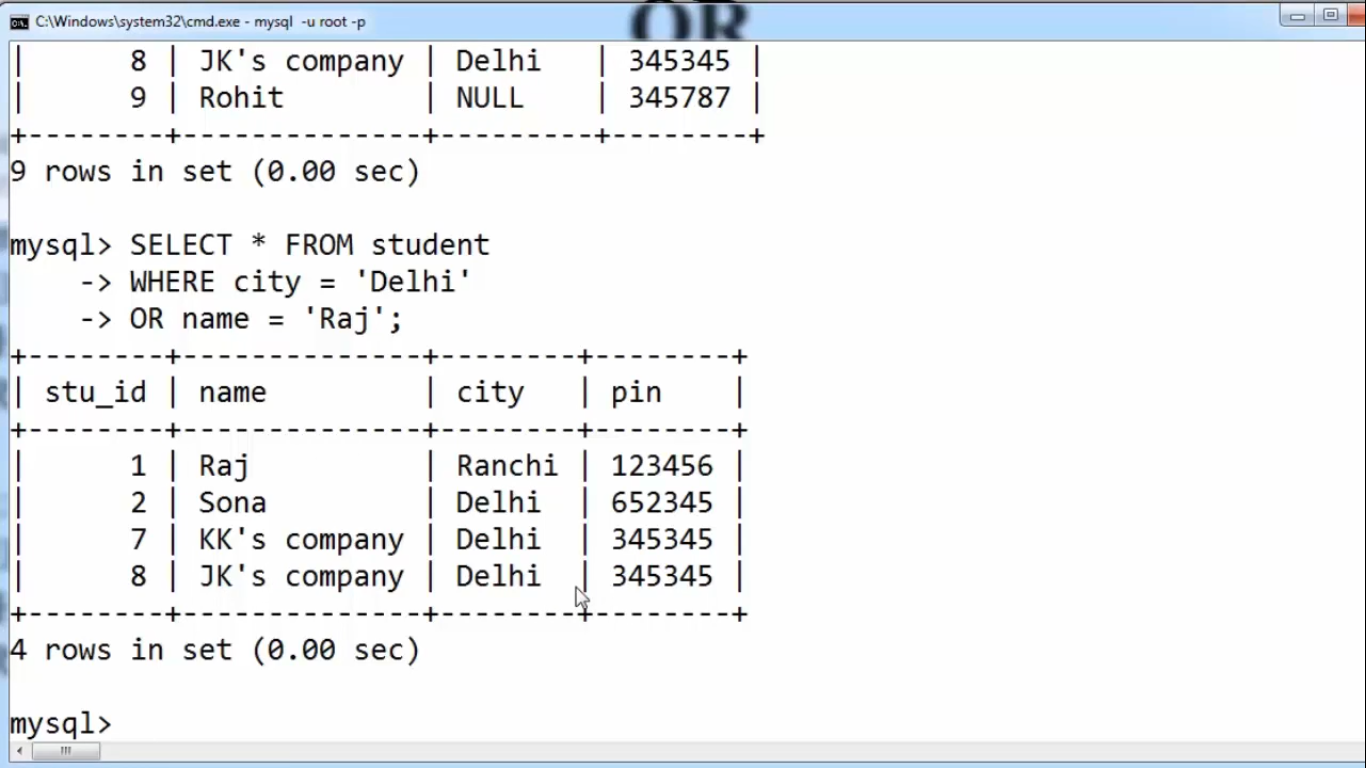 OR
C:\Windows\system32\cmd.exe - mysql  -u root -p
|      8 | JK's company | Delhi   | 345345 |
|      9 | Rohit        | NULL    | 345787 |
+--------+--------------+---------+--------+
9 rows in set (0.00 sec)
mysql> SELECT * FROM student
    -> WHERE city = 'Delhi'
    -> OR name = 'Raj';
+--------+--------------+--------+--------+
| stu_id | name         | city   | pin    |
+--------+--------------+--------+--------+
|      1 | Raj          | Ranchi | 123456 |
|      2 | Sona         | Delhi  | 652345 |
|      7 | KK's company | Delhi  | 345345 |
|      8 | JK's company | Delhi  | 345345 |
+--------+--------------+--------+--------+
4 rows in set (0.00 sec)
mysql>